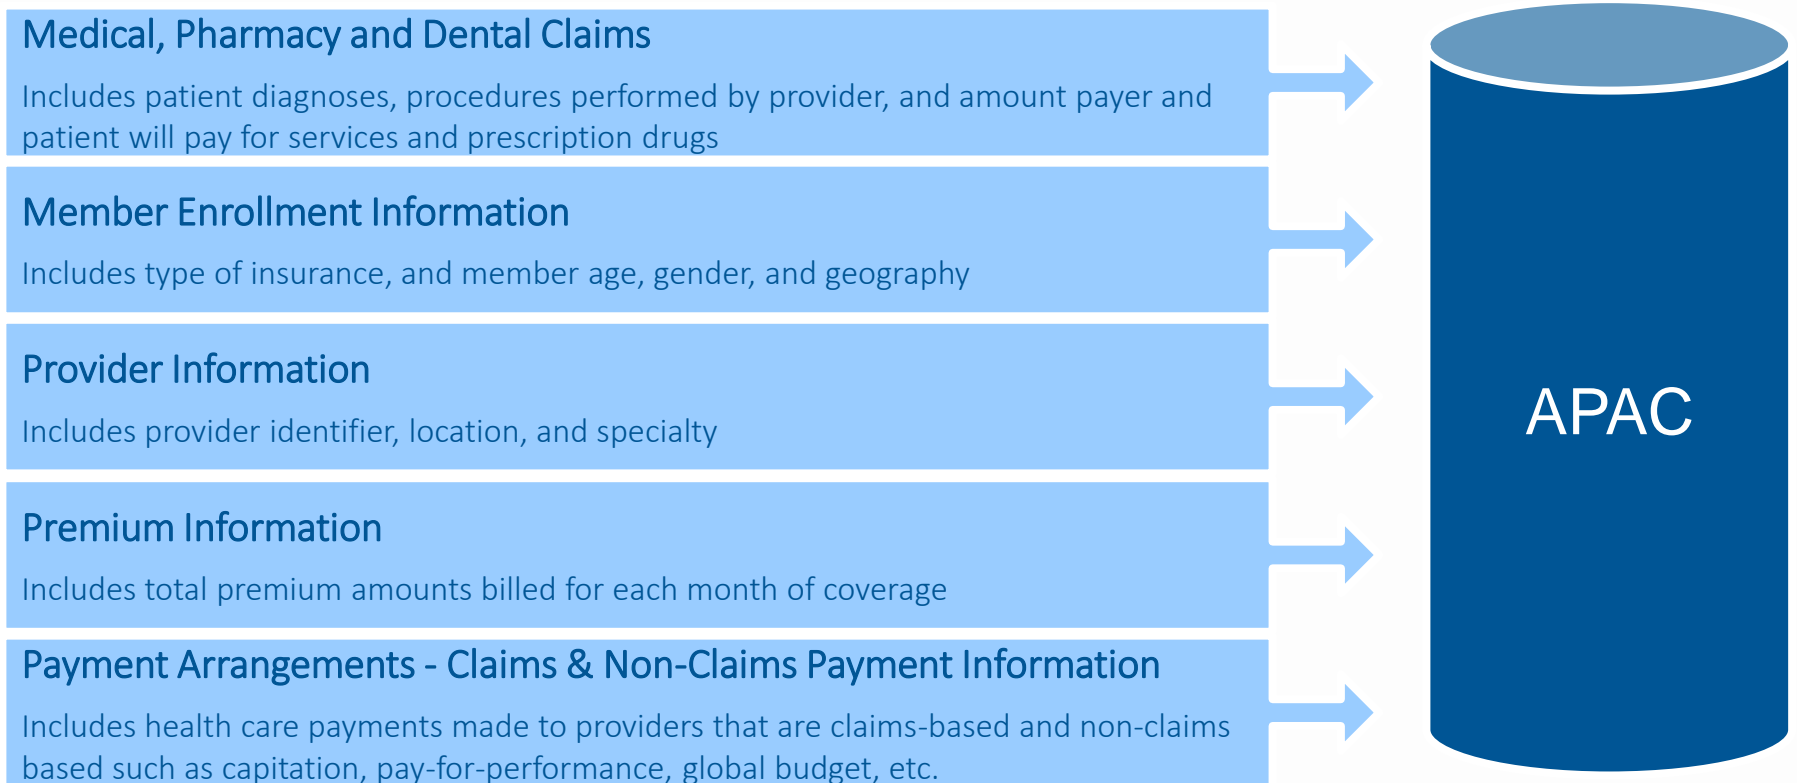 Medical, Pharmacy and Dental Claims
Includes patient diagnoses, procedures performed by provider, and amount payer and
patient will pay for services and prescription drugs
Member Enrollment Information
Includes type of insurance, and member age, gender, and geography
Provider Information
Includes provider identifier, location, and specialty
Premium Information
Includes total premium amounts billed for each month of coverage
Payment Arrangements - Claims & Non-Claims Payment Information
Includes health care payments made to providers that are claims-based and non-claims
based such as capitation, pay-for-performance, global budget, etc.
APAC